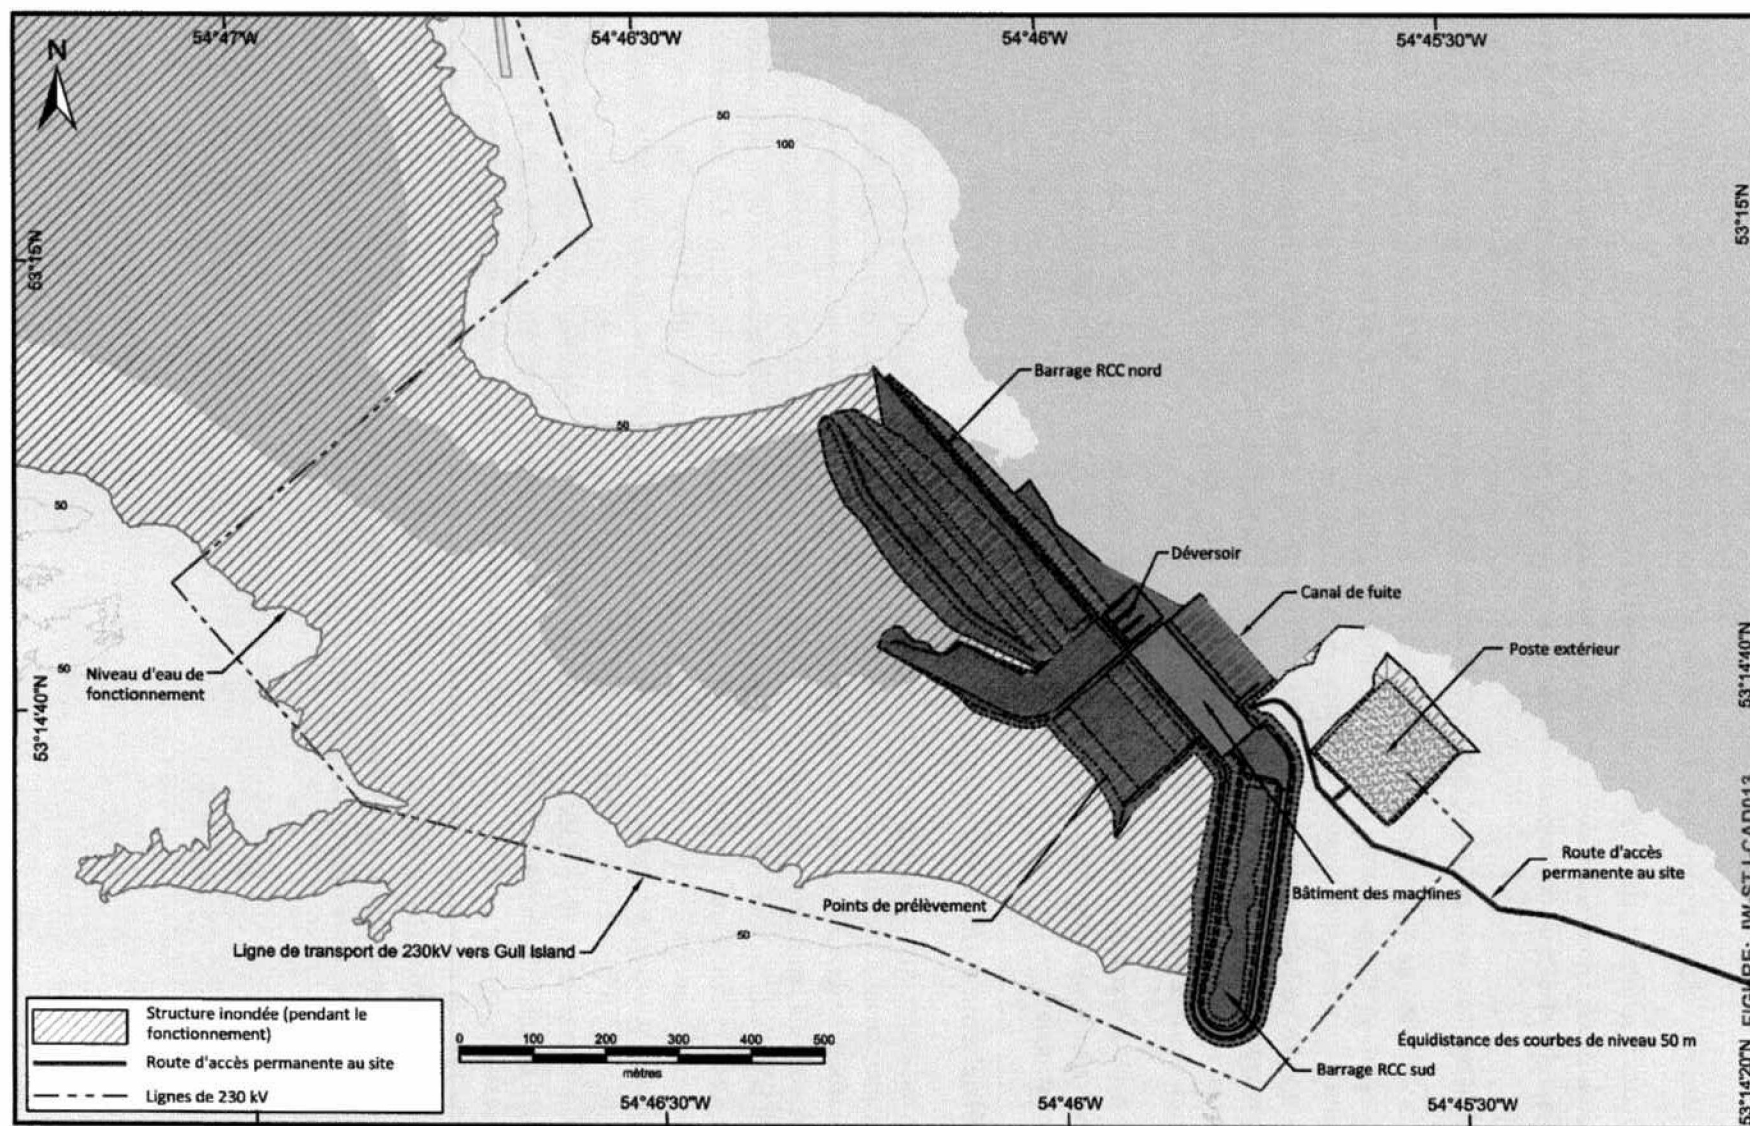 54°47'W
54°46'30"W
54°46'W
54°45'30"W
N
50
100
53°15'N
53°15'N
Barrage RCC nord
50
50
Déversoir
Canal de fuite
Poste extérieur
53°14'40"N
53°14'40"N
50
Niveau d'eau de
fonctionnement
Route d'accès
permanente au site
Bâtiment des machines
Points de prélèvement
50
Ligne de transport de 230kV vers Gull Island
Structure inondée (pendant le
fonctionnement)
Route d'accès permanente au site
Lignes de 230 kV
0 100 200 300 400 500
mètres
Équidistance des courbes de niveau 50 m
Barrage RCC sud
53°14'20"N
54°46'30"W
54°46'W
54°45'30"W